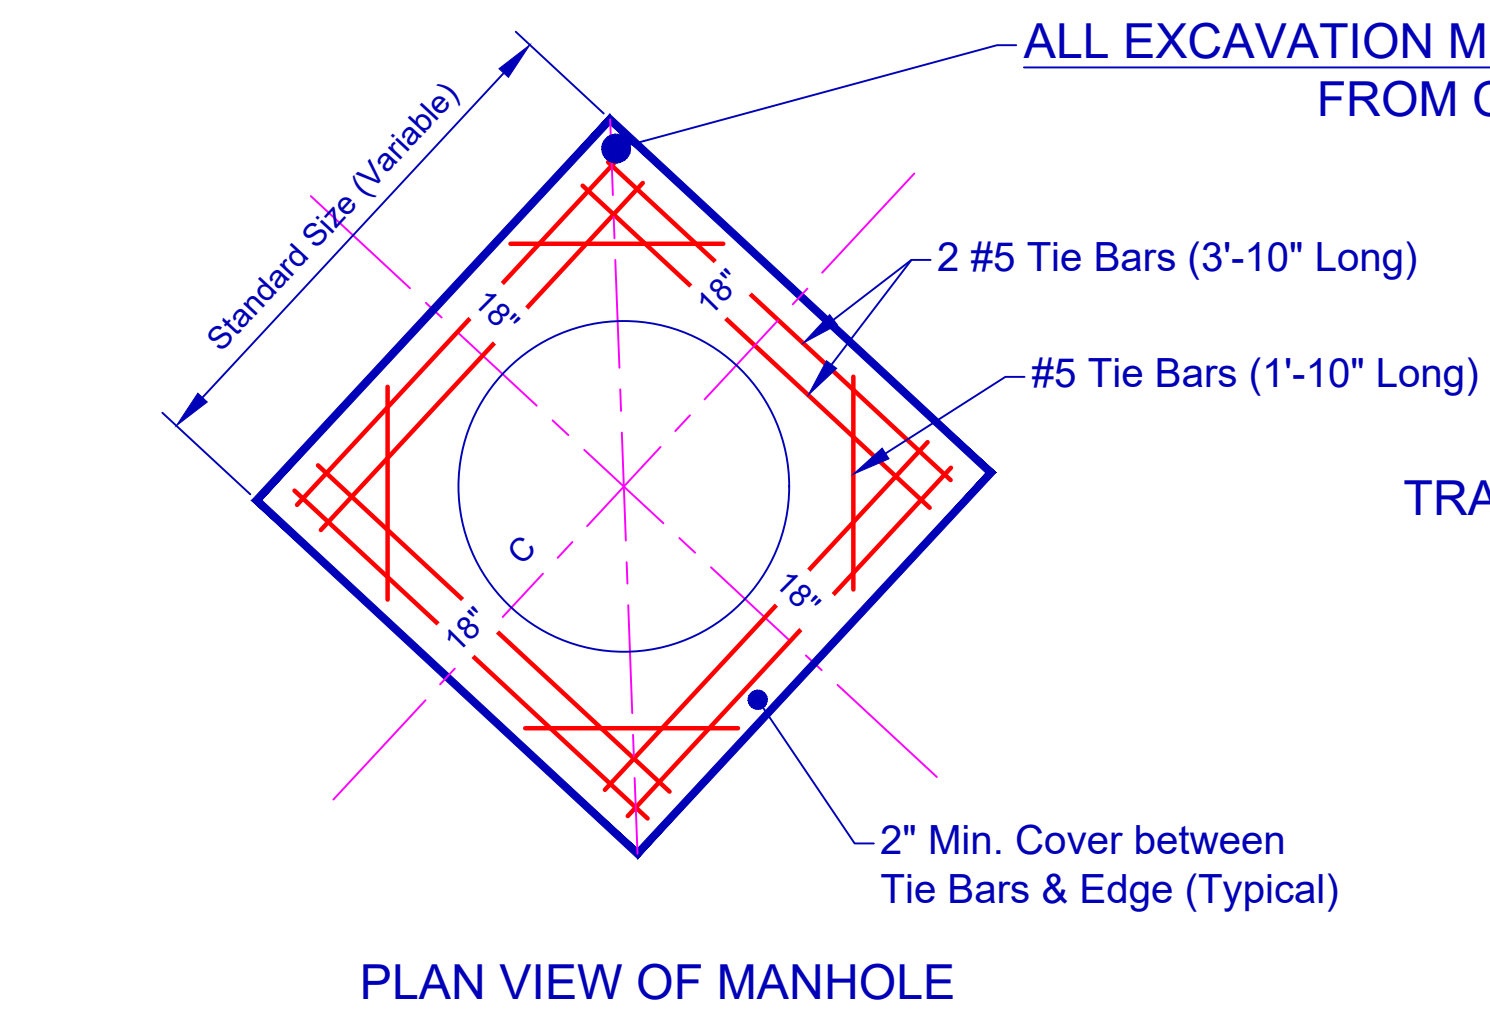 ALL EXCAVATION M
FROM
Standard Size (Variable)
2 #5 Tie Bars (3'-10" Long)
18"
18"
#5 Tie Bars (1'-10" Long)
TRA
C
18"
18"
2" Min. Cover between
Tie Bars & Edge (Typical)
PLAN VIEW OF MANHOLE